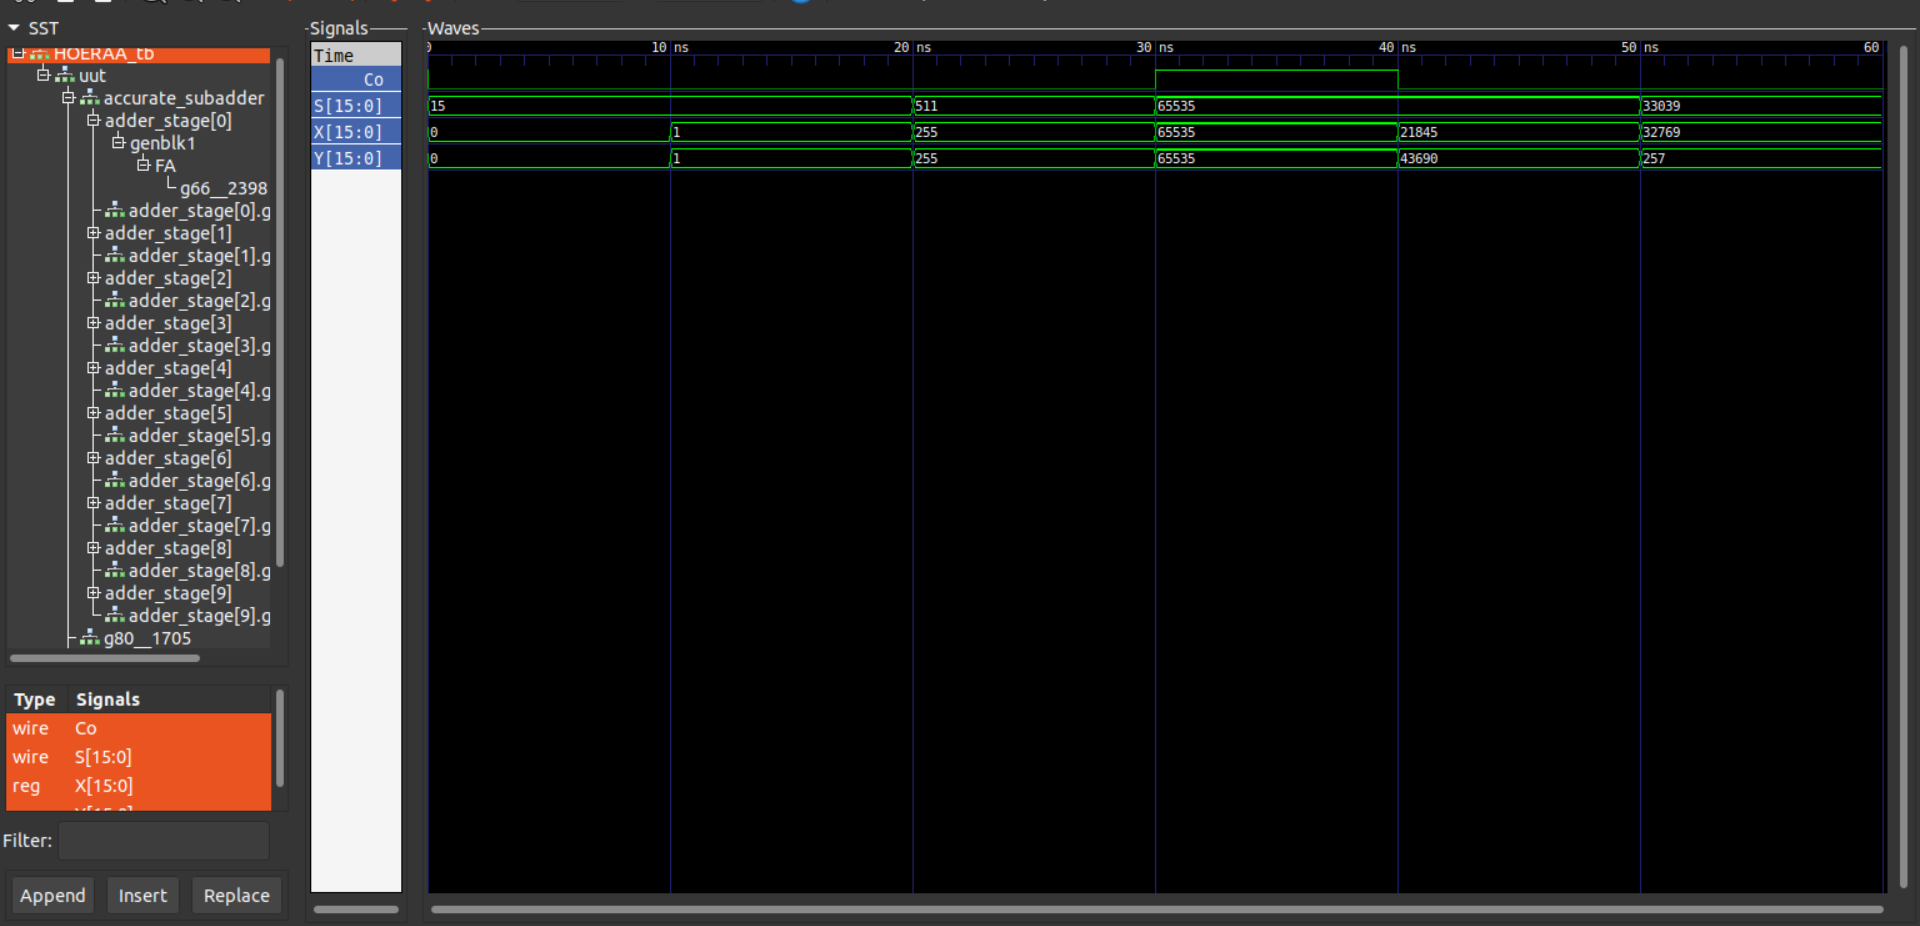 SST
HOERAA_tb
uut
accurate_subadder
adder_stage[0]
genblk1
FA
g66__2398
adder_stage[0].g
adder_stage[1]
adder_stage[1].g
adder_stage[2]
adder_stage[2].g
adder_stage[3]
adder_stage[3].g
adder_stage[4]
adder_stage[4].g
adder_stage[5]
adder_stage[5].g
adder_stage[6]
adder_stage[6].g
adder_stage[7]
adder_stage[7].g
adder_stage[8]
adder_stage[8].g
adder_stage[9]
adder_stage[9].g
g80__1705
Type Signals
wire Co
wire S[15:0]
reg X[15:0]
Filter:
Append Insert Replace
Signals
Time
Co
S[15:0]
X[15:0]
Y[15:0]
Waves
0 10 ns 20 ns 30 ns 40 ns 50 ns 60
15 511 65535 33039
0 1 255 65535 21845 32769
0 1 255 65535 43690 257